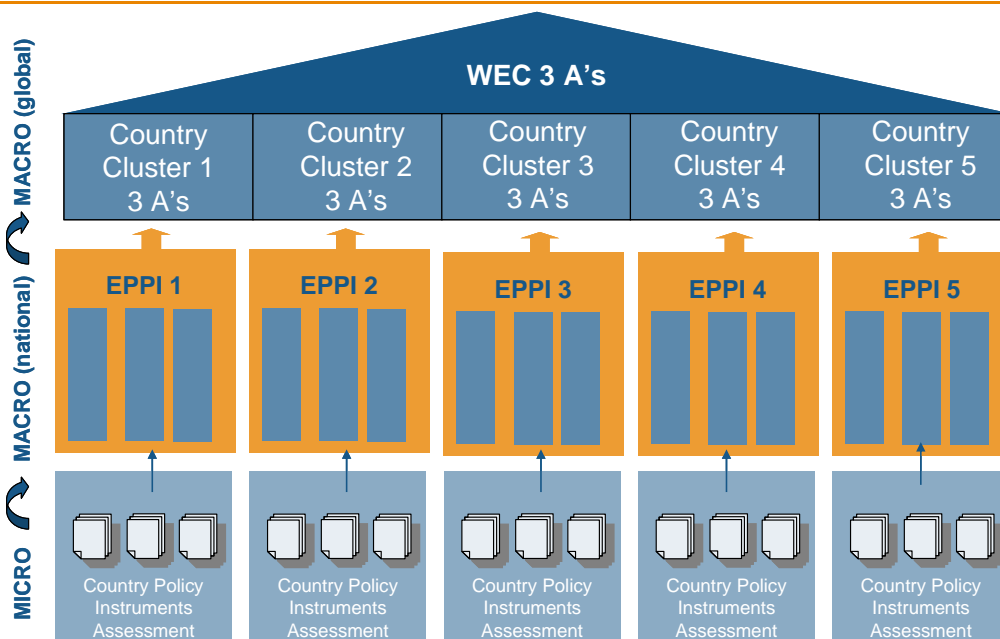 WEC 3 A's
MACRO (global)
Country
Cluster 1
3 A's
Country
Cluster 2
3 A's
Country
Cluster 3
3 A's
Country
Cluster 4
3 A's
Country
Cluster 5
3 A's
MACRO (national)
EPPI 1
EPPI 2
EPPI 3
EPPI 4
EPPI 5
MICRO
Country Policy
Instruments
Assessment
Country Policy
Instruments
Assessment
Country Policy
Instruments
Assessment
Country Policy
Instruments
Assessment
Country Policy
Instruments
Assessment